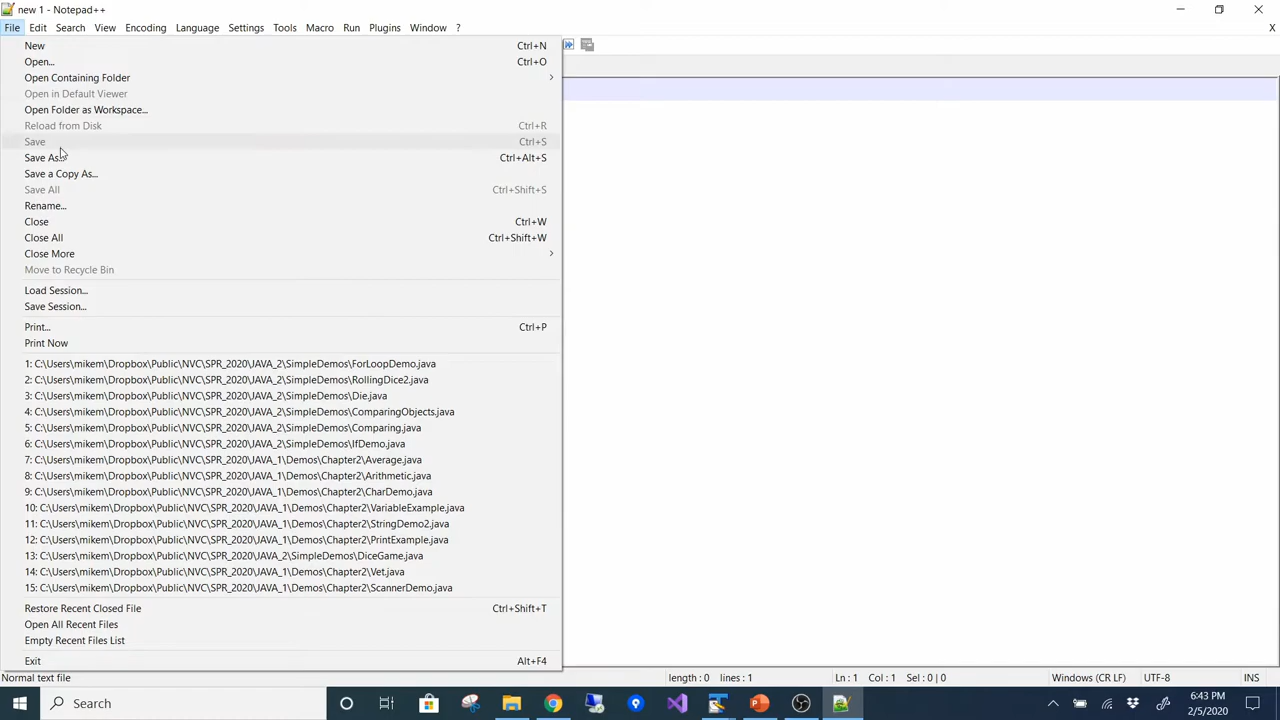 new 1 - Notepad++
File Edit Search View Encoding Language Settings Tools Macro Run Plugins Window ? X
New Ctrl+N
Open... Ctrl+O
Open Containing Folder
Open in Default Viewer
Open Folder as Workspace...
Reload from Disk Ctrl+R
Save Ctrl+S
Save As... Ctrl+Alt+S
Save a Copy As...
Save All Ctrl+Shift+S
Rename...
Close Ctrl+W
Close All Ctrl+Shift+W
Close More
Move to Recycle Bin
Load Session...
Save Session...
Print... Ctrl+P
Print Now
1: C:\Users\mikem\Dropbox\Public\NVC\SPR_2020\JAVA_2\SimpleDemos\ForLoopDemo.java
2: C:\Users\mikem\Dropbox\Public\NVC\SPR_2020\JAVA_2\SimpleDemos\RollingDice2.java
3: C:\Users\mikem\Dropbox\Public\NVC\SPR_2020\JAVA_2\SimpleDemos\Die.java
4: C:\Users\mikem\Dropbox\Public\NVC\SPR_2020\JAVA_2\SimpleDemos\ComparingObjects.java
5: C:\Users\mikem\Dropbox\Public\NVC\SPR_2020\JAVA_2\SimpleDemos\Comparing.java
6: C:\Users\mikem\Dropbox\Public\NVC\SPR_2020\JAVA_2\SimpleDemos\IfDemo.java
7: C:\Users\mikem\Dropbox\Public\NVC\SPR_2020\JAVA_1\Demos\Chapter2\Average.java
8: C:\Users\mikem\Dropbox\Public\NVC\SPR_2020\JAVA_1\Demos\Chapter2\Arithmetic.java
9: C:\Users\mikem\Dropbox\Public\NVC\SPR_2020\JAVA_1\Demos\Chapter2\CharDemo.java
10: C:\Users\mikem\Dropbox\Public\NVC\SPR_2020\JAVA_1\Demos\Chapter2\VariableExample.java
11: C:\Users\mikem\Dropbox\Public\NVC\SPR_2020\JAVA_1\Demos\Chapter2\StringDemo2.java
12: C:\Users\mikem\Dropbox\Public\NVC\SPR_2020\JAVA_1\Demos\Chapter2\PrintExample.java
13: C:\Users\mikem\Dropbox\Public\NVC\SPR_2020\JAVA_2\SimpleDemos\DiceGame.java
14: C:\Users\mikem\Dropbox\Public\NVC\SPR_2020\JAVA_1\Demos\Chapter2\Vet.java
15: C:\Users\mikem\Dropbox\Public\NVC\SPR_2020\JAVA_1\Demos\Chapter2\ScannerDemo.java
Restore Recent Closed File Ctrl+Shift+T
Open All Recent Files
Empty Recent Files List
Exit Alt+F4
Normal text file length : 0 lines : 1 Ln : 1 Col : 1 Sel : 0 | 0 Windows (CR LF) UTF-8 INS
Search 6:43 PM
2/5/2020